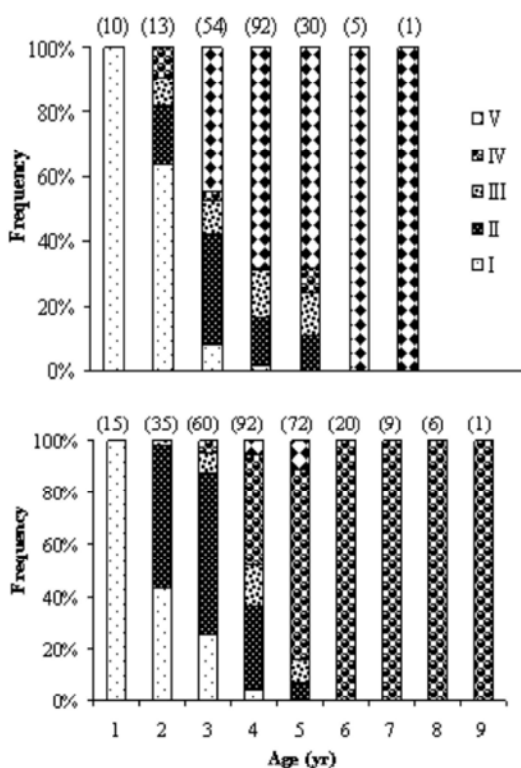 (10) (13) (54) (92) (30) (5) (1)
100%
80%
60%
40%
20%
0%
Frequency
V
IV
III
II
I
(15) (35) (60) (92) (72) (20) (9) (6) (1)
100%
80%
60%
40%
20%
0%
Frequency
1 2 3 4 5 6 7 8 9
Age (yr)